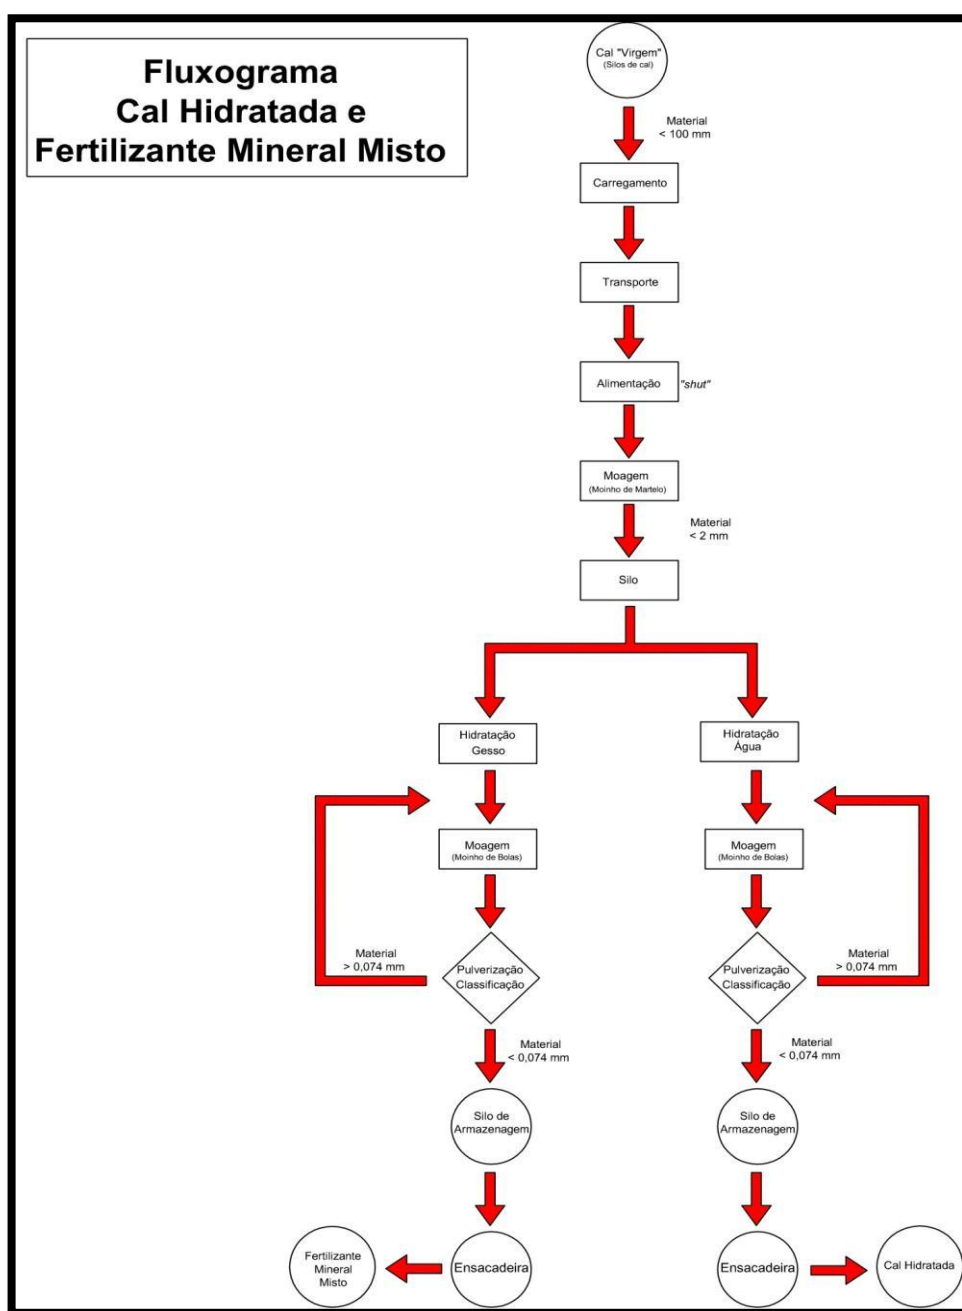 Fluxograma
Cal Hidratada e
Fertilizante Mineral Misto
Cal "Virgem"
(Silos de cal)
Material
< 100 mm
Carregamento
Transporte
Alimentação
"shut"
Moagem
(Moinho de Martelo)
Material
< 2 mm
Silo
Hidratação
Gesso
Hidratação
Água
Moagem
(Moinho de Bolas)
Moagem
(Moinho de Bolas)
Material
> 0,074 mm
Pulverização
Classificação
Pulverização
Classificação
Material
>0,074 mm
Material
< 0,074 mm
Material
<0,074 mm
Silo de
Armazenagem
Silo de
Armazenagem
Fertilizante
Mineral
Misto
Ensacadeira
Ensacadeira
Cal Hidratada